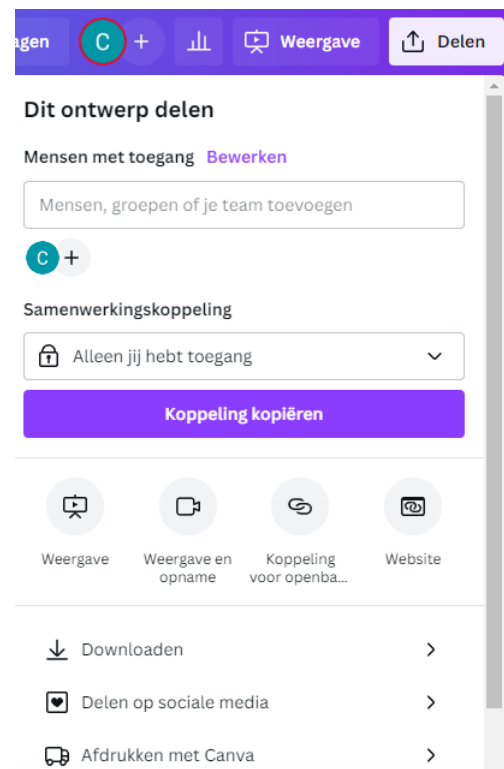 agen C + Weergave Delen
Dit ontwerp delen
Mensen met toegang Bewerken
Mensen, groepen of je team toevoegen
C +
Samenwerkingskoppeling
Alleen jij hebt toegang
Koppeling kopiëren
Weergave Weergave en Koppeling Website
opname voor openba...
Downloaden
Delen op sociale media
Afdrukken met Canva